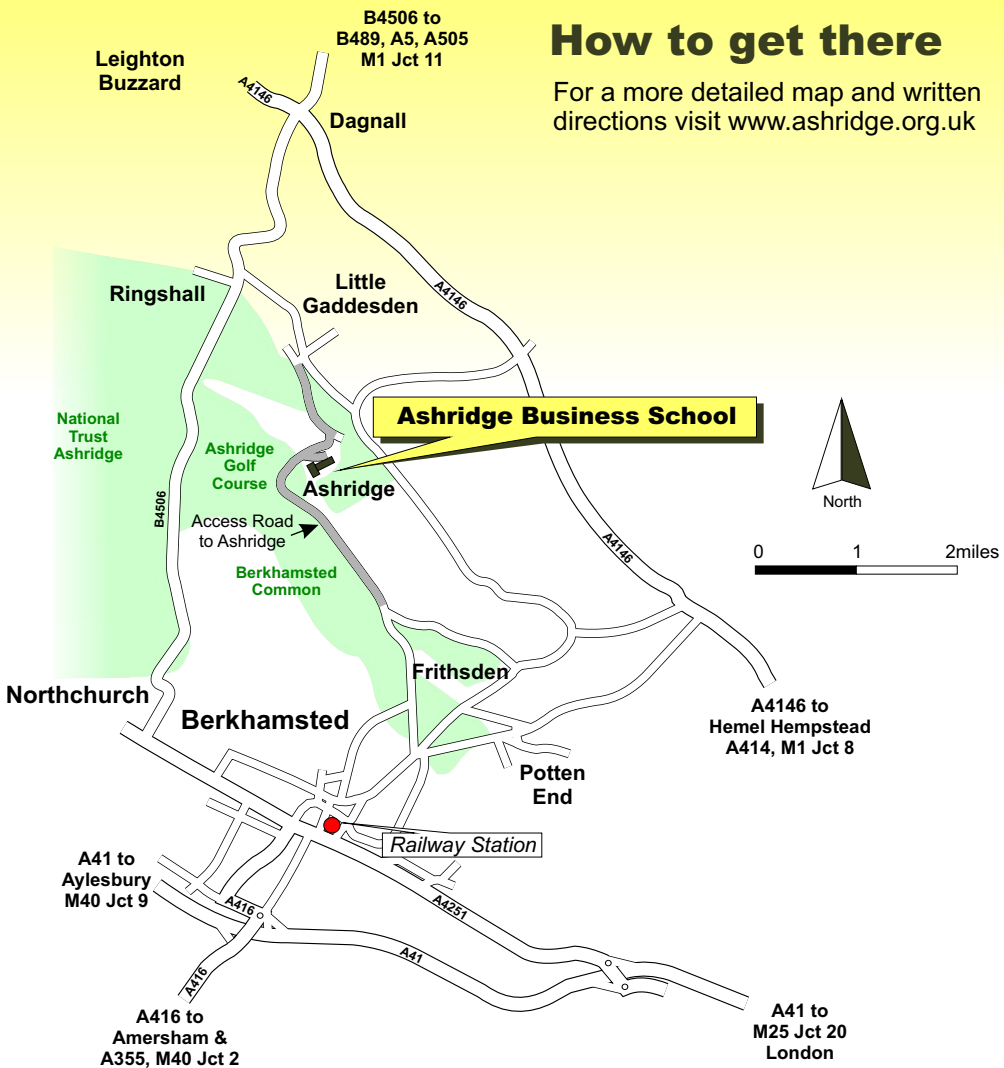 How to get there
For a more detailed map and written
directions visit www.ashridge.org.uk
B4506 to
B489, A5, A505
M1 Jct 11
Leighton
Buzzard
A4146
Dagnall
Ringshall
Little
Gaddesden
A4146
Ashridge Business School
National
Trust
Ashridge
Ashridge
Golf
Course
Ashridge
North
B4506
Access Road
to Ashridge
A4146
0 1 2miles
Berkhamsted
Common
Frithsden
Northchurch
Berkhamsted
A4146 to
Hemel Hempstead
A414, M1 Jct 8
Potten
End
Railway Station
A41 to
Aylesbury
M40 Jct 9
A416
A4251
A41
A416
A416 to
Amersham &
A355, M40 Jct 2
A41 to
M25 Jct 20
London